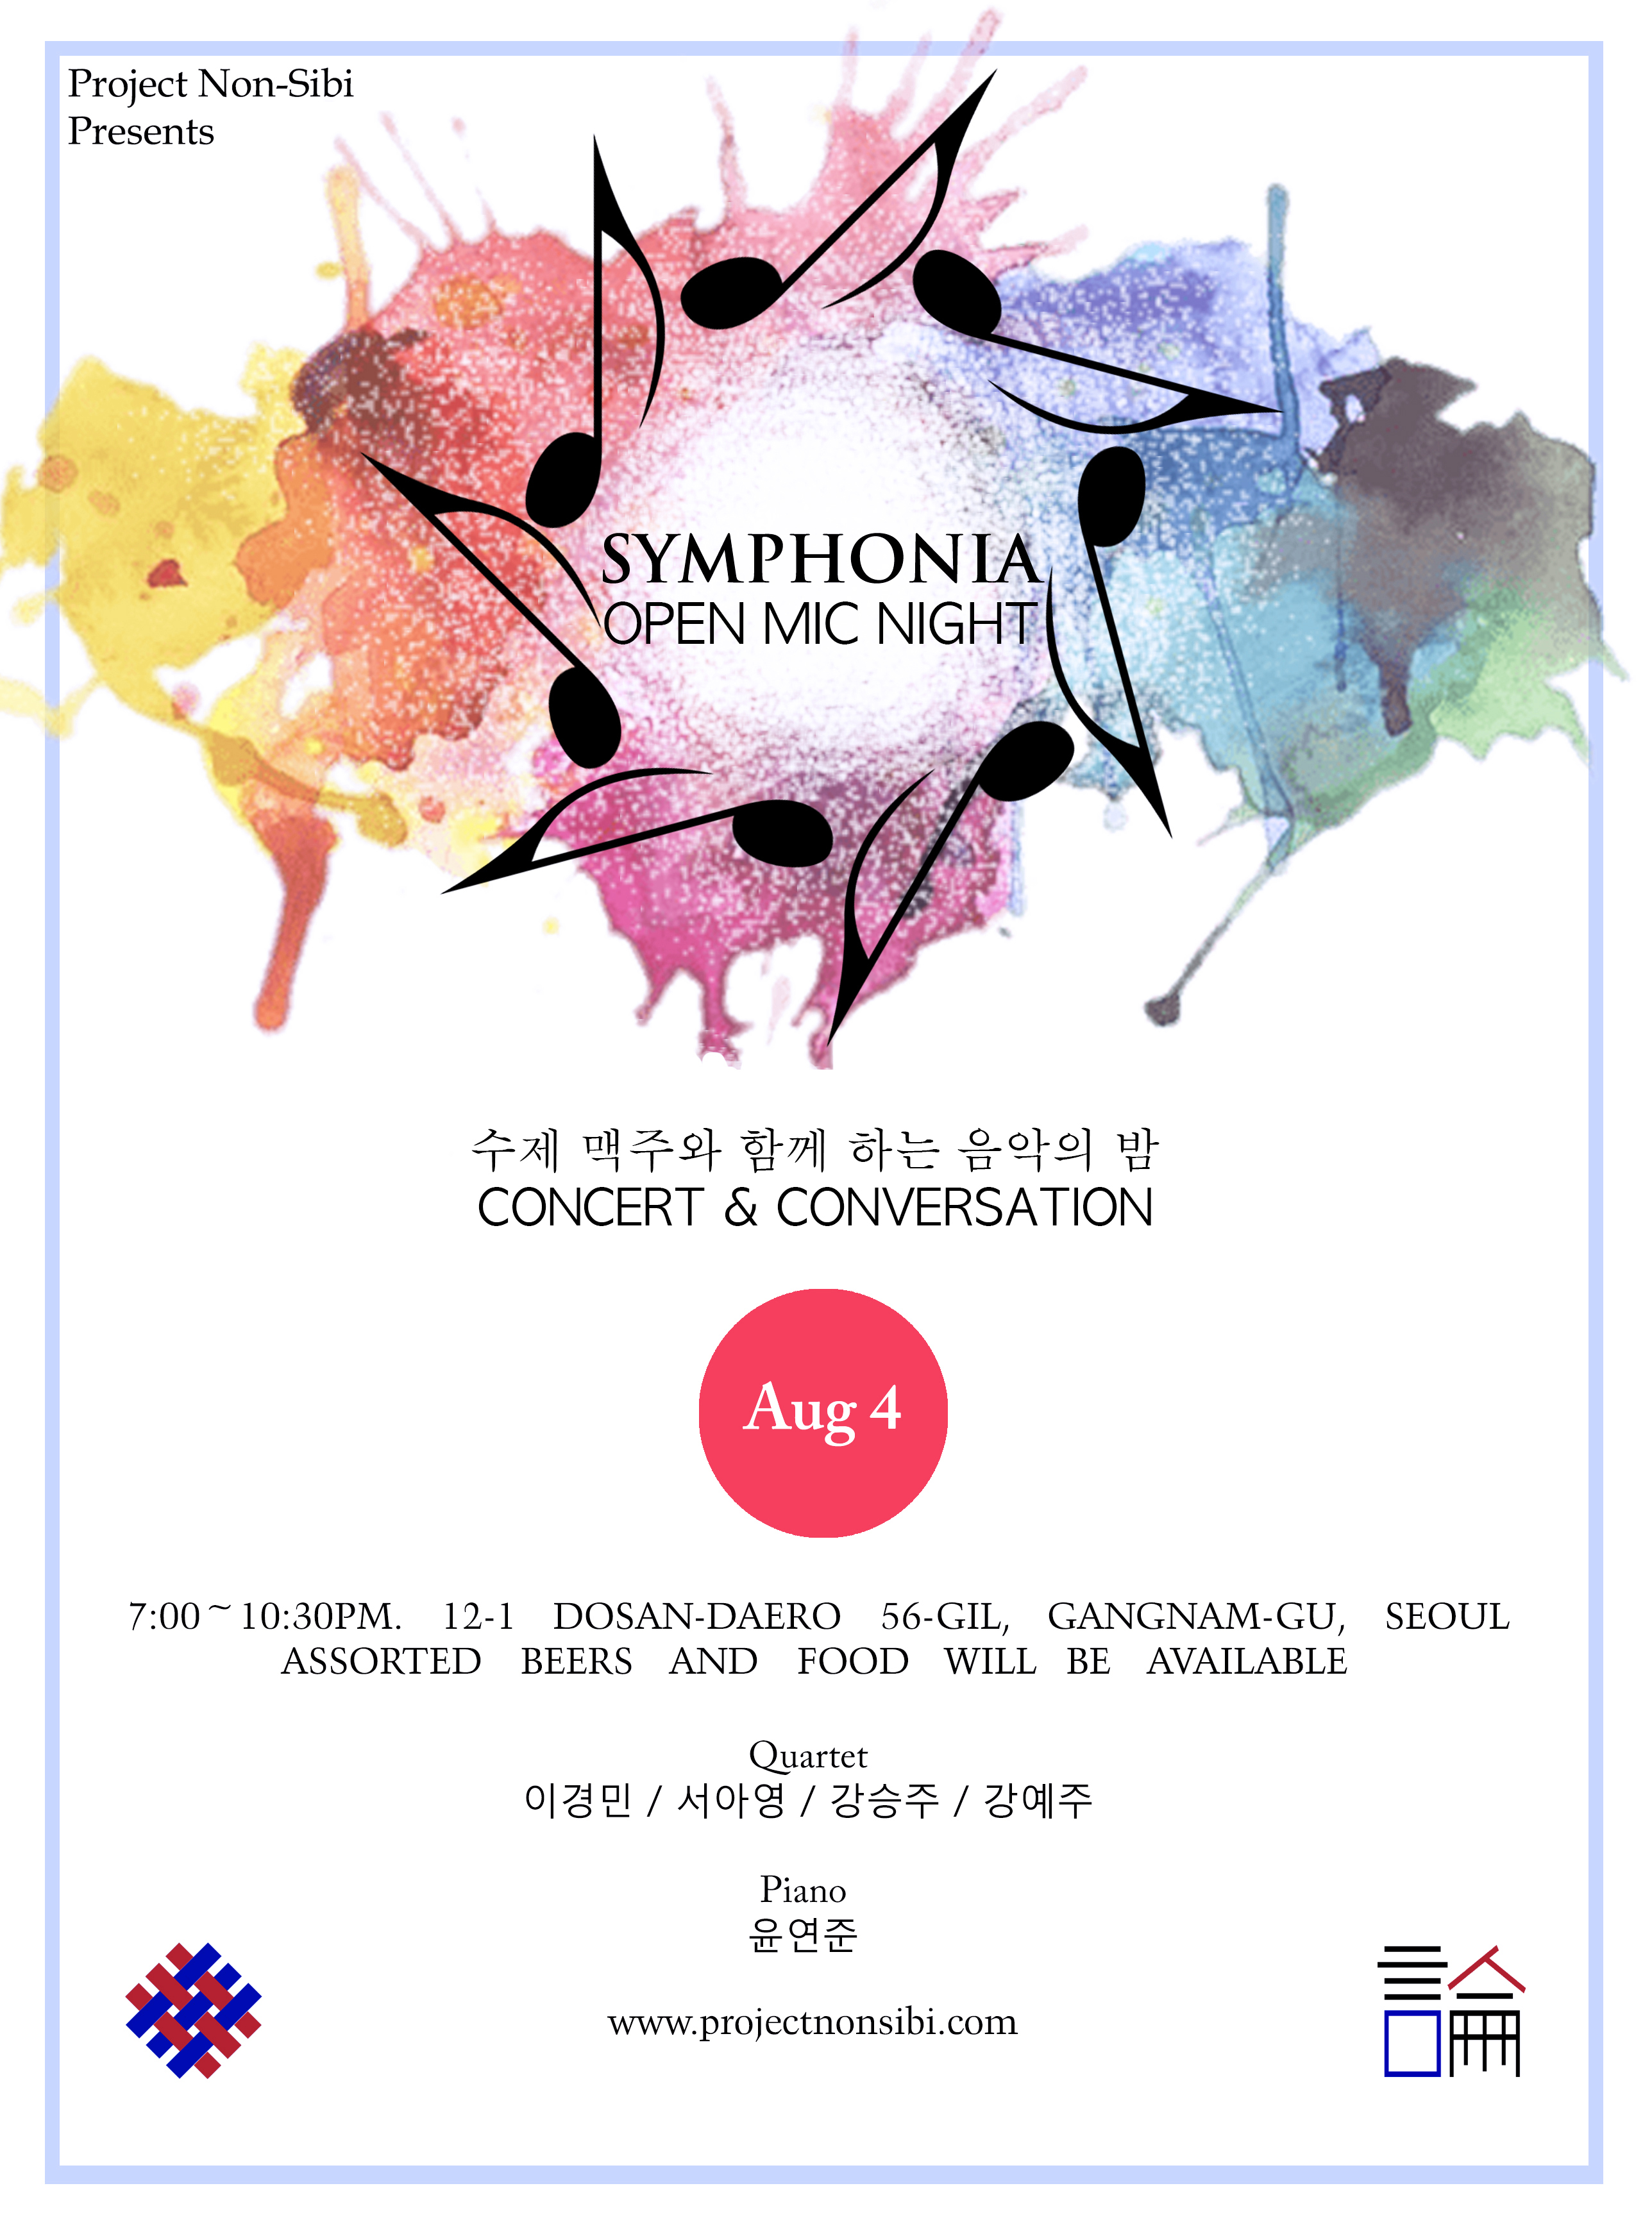 Project Non-Sibi
Presents
SYMPHONIA
OPEN MIC NIGHT
수제 맥주와 함께 하는 음악의 밤
CONCERT & CONVERSATION
Aug 4
7:00~10:30PM. 12-1 DOSAN-DAERO 56-GIL, GANGNAM-GU, SEOUL
ASSORTED BEERS AND FOOD WILL BE AVAILABLE
Quartet
이경민 / 서아영 / 강승주 / 강예주
Piano
윤연준
www.projectnonsibi.com
論